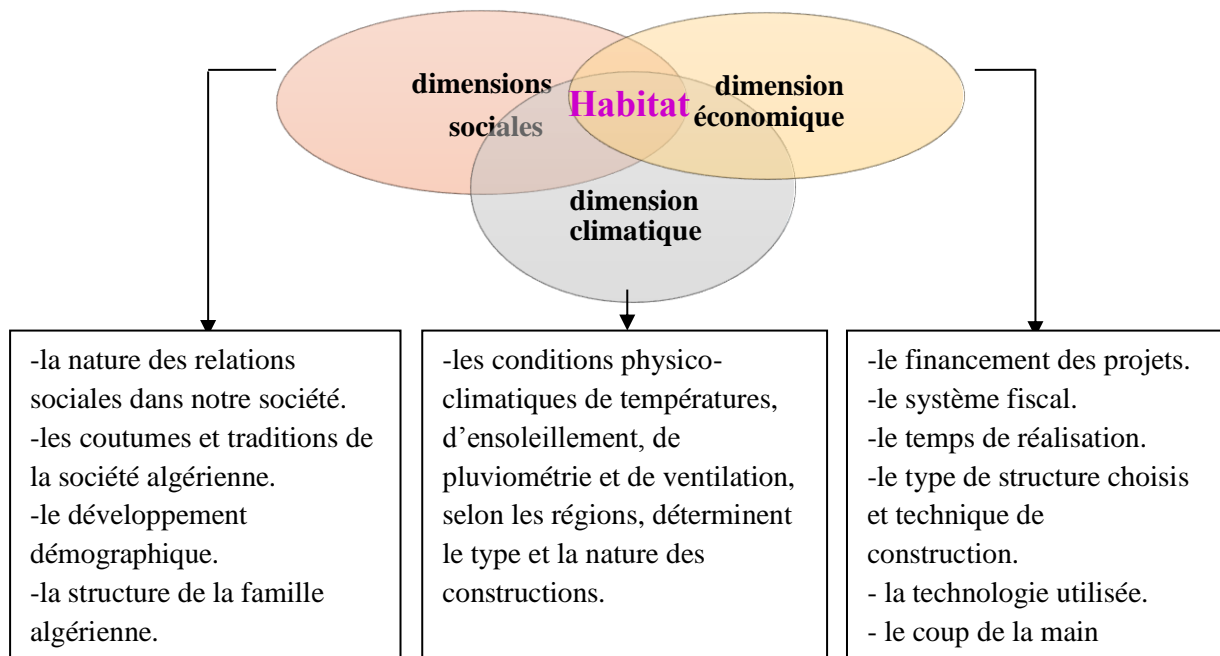 dimensions
sociales
Habitat
dimension
économique
dimension
climatique
-la nature des relations
sociales dans notre société.
-les coutumes et traditions de
la société algérienne.
-le développement
démographique.
-la structure de la famille
algérienne.
-les conditions physico-
climatiques de températures,
d’ensoleillement, de
pluviométrie et de ventilation,
selon les régions, déterminent
le type et la nature des
constructions.
-le financement des projets.
-le système fiscal.
-le temps de réalisation.
-le type de structure choisis
et technique de
construction.
- la technologie utilisée.
- le coup de la main